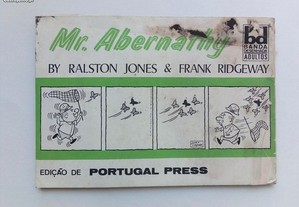 Mr. Abernathy
bd
BANDA
DESENHADA
ADULTOS
BY RALSTON JONES & FRANK RIDGEWAY
EDIÇÃO DE PORTUGAL PRESS